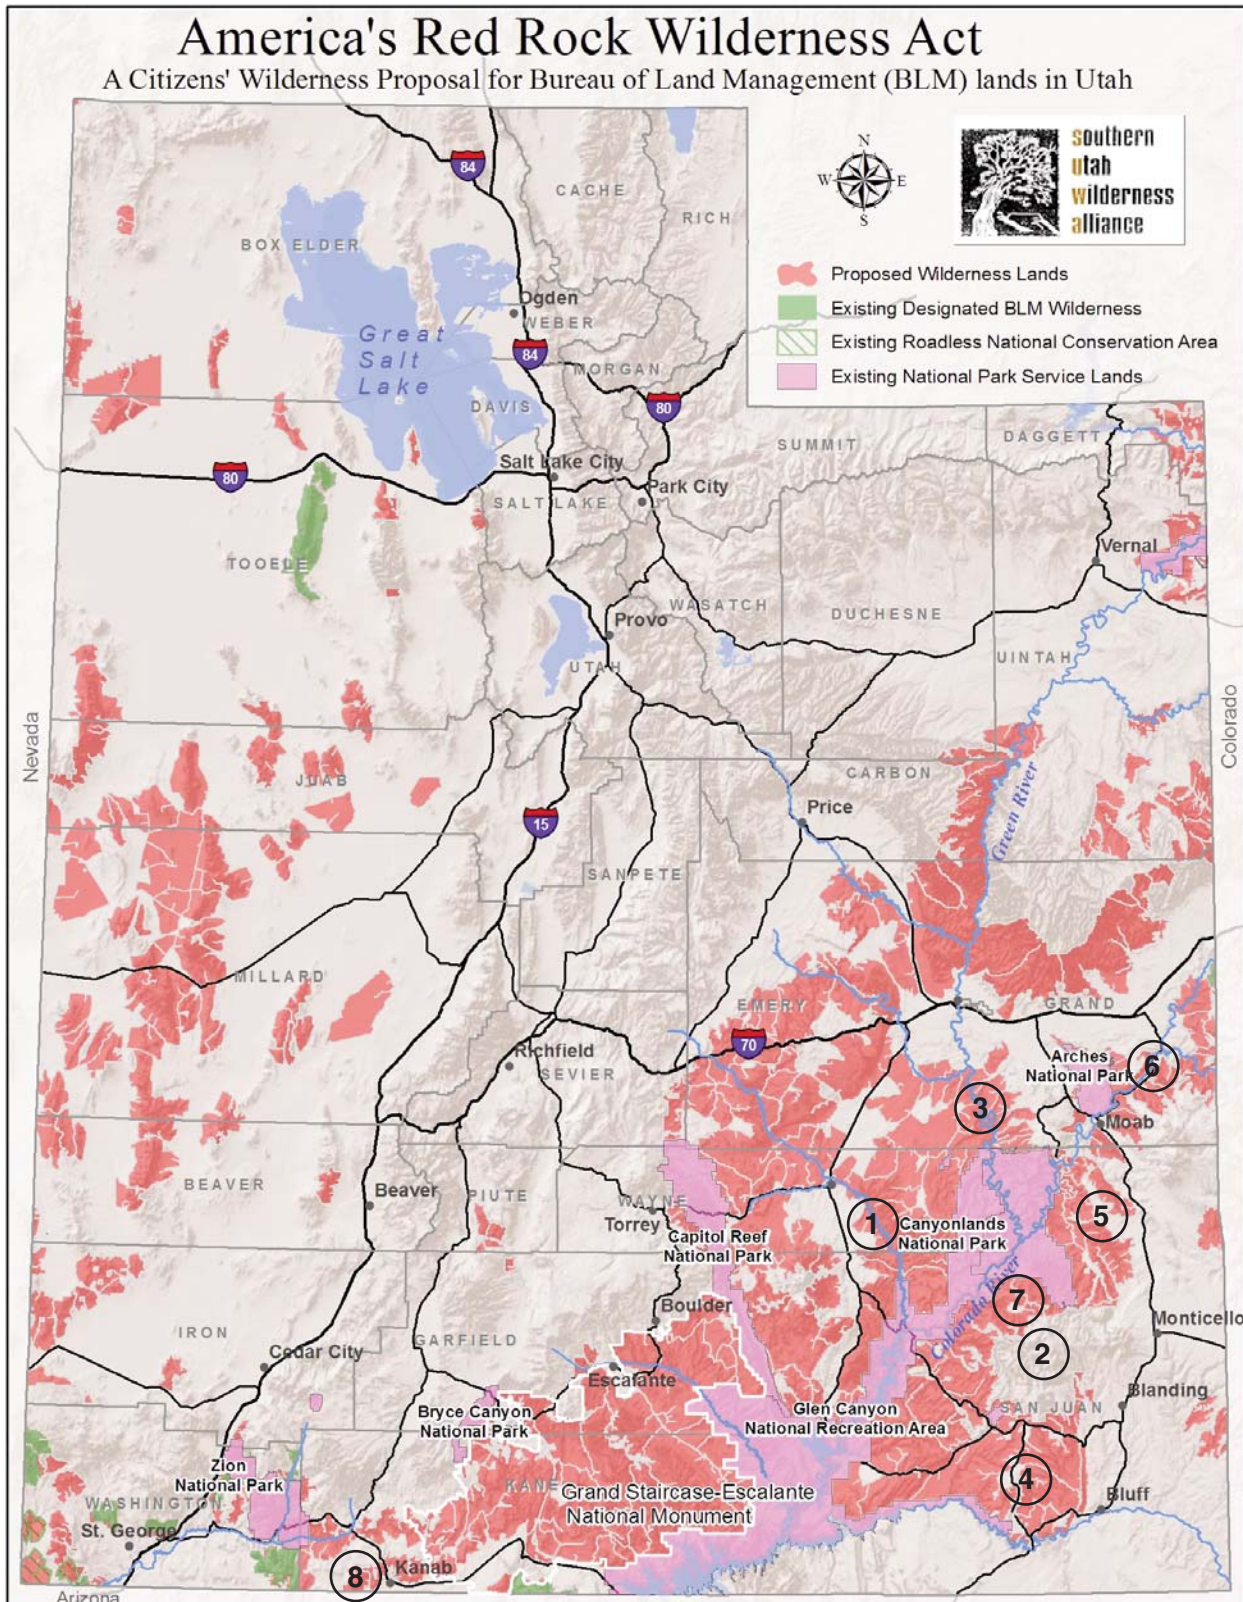 America's Red Rock Wilderness Act
A Citizens' Wilderness Proposal for Bureau of Land Management (BLM) lands in Utah
N
W E
S
southern
utah
wilderness
alliance
Proposed Wilderness Lands
Existing Designated BLM Wilderness
Existing Roadless National Conservation Area
Existing National Park Service Lands
84
CACHE
RICH
BOX ELDER
Ogden
WEBER
Great
Salt
Lake
84
MORGAN
DAVIS
80
SUMMIT
DAGGETT
Salt Lake City
80
SALT LAKE
Park City
Vernal
TOOELE
WASATCH
DUCHESNE
Provo
UTAH
UINTAH
Nevada
Colorado
JUAB
CARBON
Green River
Price
15
SANPETE
MILLARD
EMERY
GRAND
70
Richfield
SEVIER
Arches
National Park
6
3
Moab
BEAVER
Beaver
PIUTE
WAYNE
Torrey
Capitol Reef
National Park
1
Canyonlands
National Park
5
7
Colorado River
Boulder
Monticello
IRON
GARFIELD
Cedar City
2
Escalante
Blanding
Bryce Canyon
National Park
Glen Canyon
National Recreation Area
SAN JUAN
Zion
National Park
KANE
Grand Staircase-Escalante
National Monument
4
WASHINGTON
Bluff
St. George
8
Kanab
Arizona